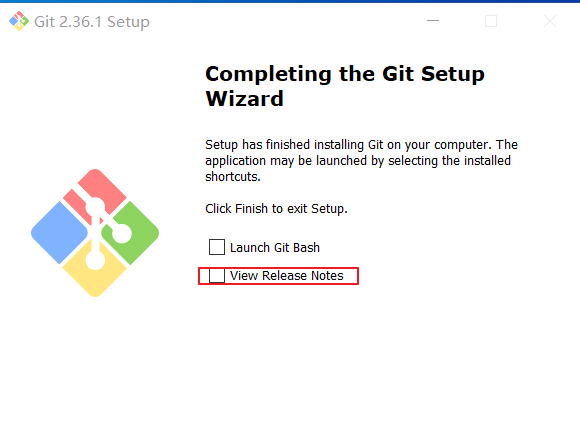 Git 2.36.1 Setup
Completing the Git Setup
Wizard
Setup has finished installing Git on your computer. The
application may be launched by selecting the installed
shortcuts.
Click Finish to exit Setup.
Launch Git Bash
View Release Notes